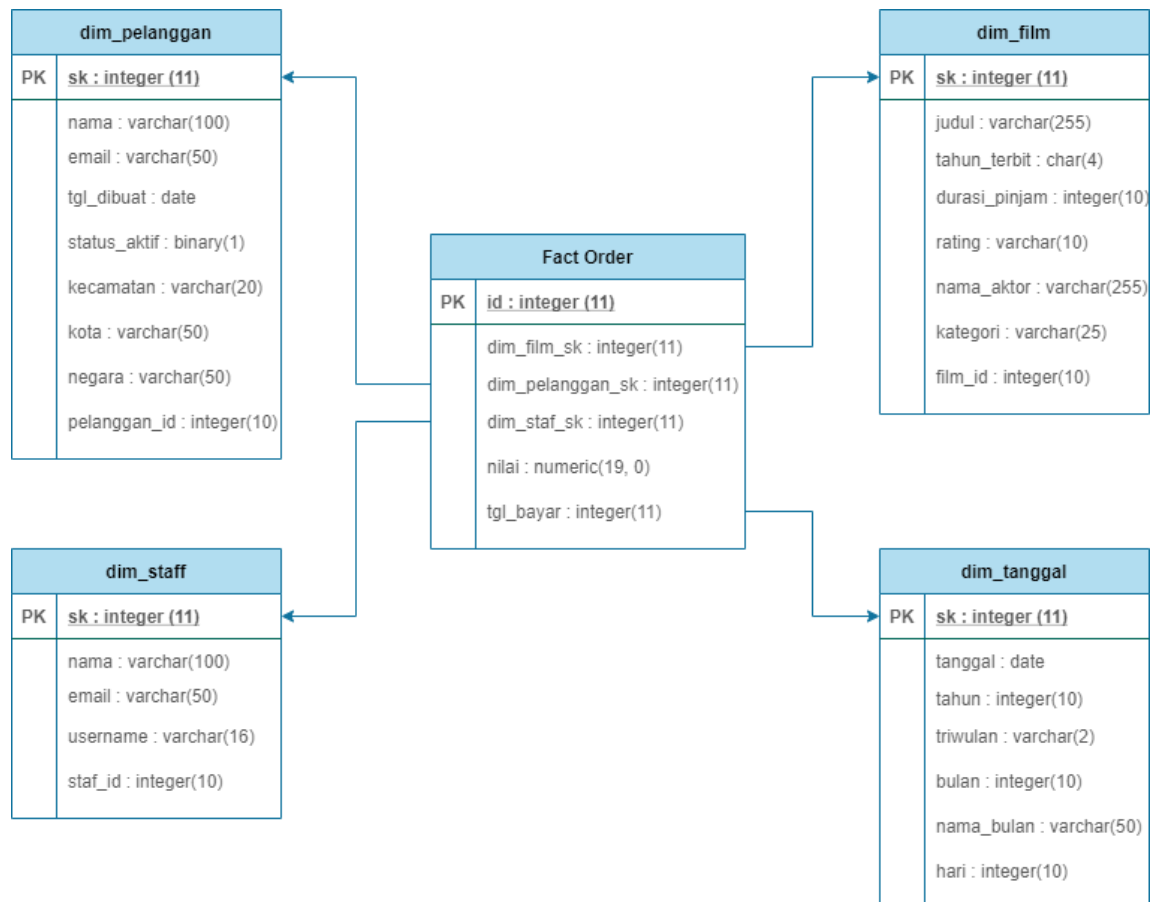 dim_pelanggan
PK sk : integer (11)
nama : varchar(100)
email : varchar(50)
tgl_dibuat : date
status_aktif : binary(1)
kecamatan : varchar(20)
kota : varchar(50)
negara : varchar(50)
pelanggan_id : integer(10)
dim_film
PK sk : integer (11)
judul : varchar(255)
tahun_terbit : char(4)
durasi_pinjam : integer(10)
rating : varchar(10)
nama_aktor : varchar(255)
kategori : varchar(25)
film_id : integer(10)
Fact Order
PK id : integer (11)
dim_film_sk : integer(11)
dim_pelanggan_sk : integer(11)
dim_staf_sk : integer(11)
nilai : numeric(19, 0)
tgl_bayar : integer(11)
dim_staff
PK sk : integer (11)
nama : varchar(100)
email : varchar(50)
username : varchar(16)
staf_id : integer(10)
dim_tanggal
PK sk : integer (11)
tanggal : date
tahun : integer(10)
triwulan : varchar(2)
bulan : integer(10)
nama_bulan : varchar(50)
hari : integer(10)